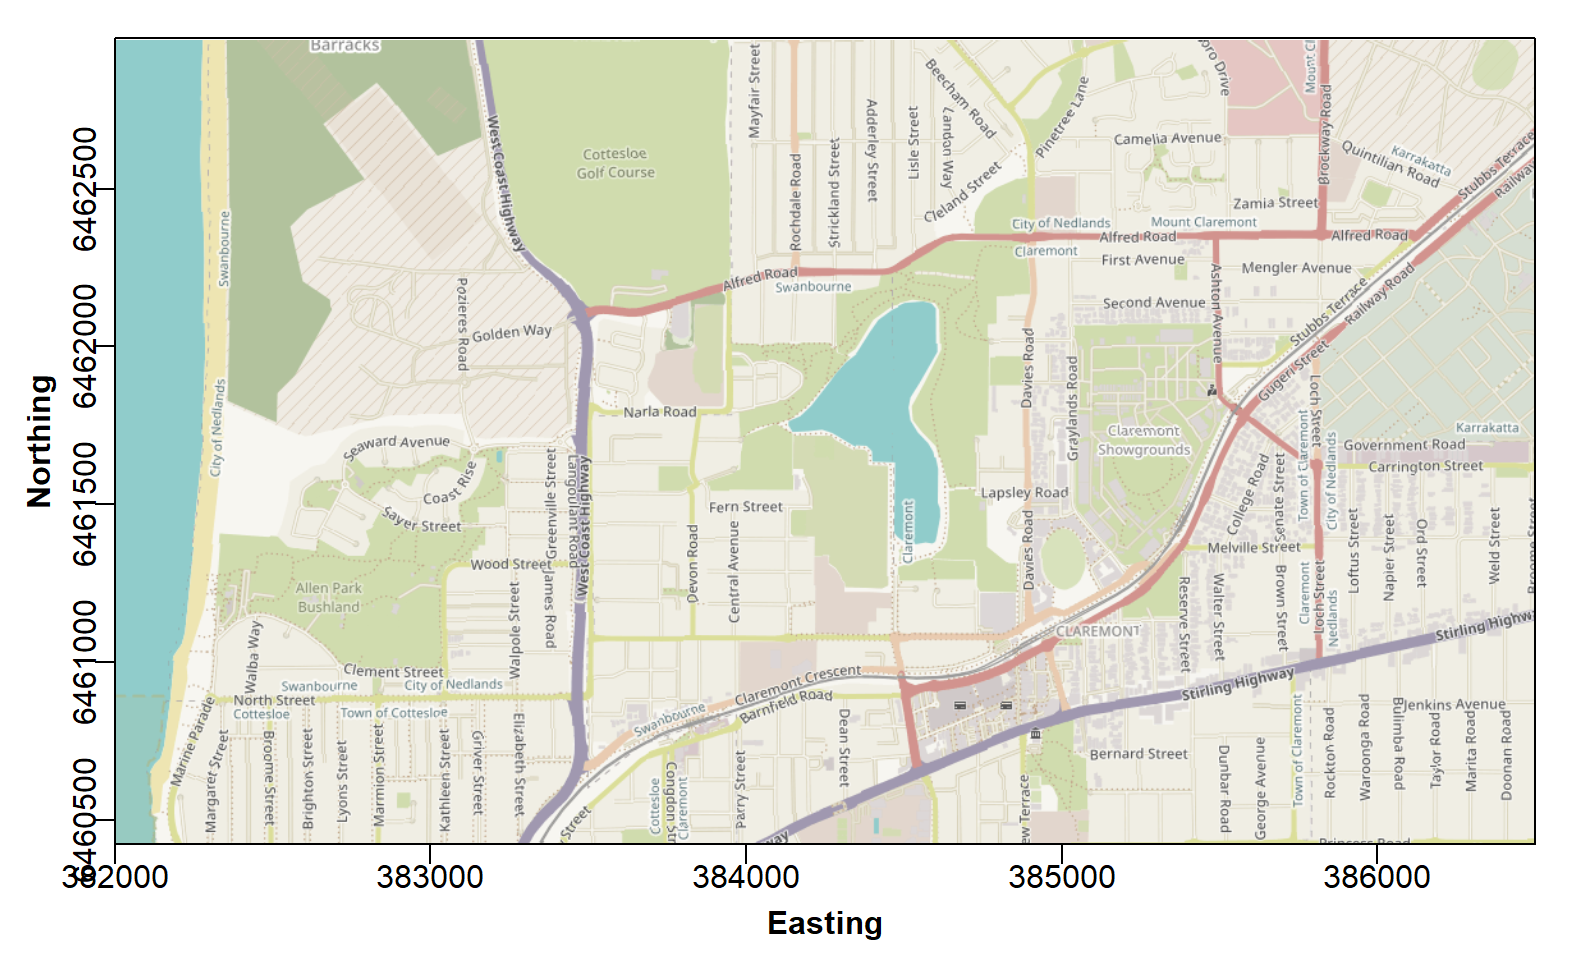 Barracks
Mayfair Street
Beecham Road
Pinetree Lane
Mount Cl
Brockway Road
West Coast Highway
Cottesloe
Golf Course
Adderley Street
Lisle Street
Landon Way
Camelia Avenue
Quintilian Road
Karrakatta
Stubbs Terrace
Railway
Rochdale Road
Strickland Street
Cleland Street
Zamia Street
Swanbourne
City of Nedlands
Mount Claremont
Alfred Road
Alfred Road
Claremont
First Avenue
Mengler Avenue
Alfred Road
Swanbourne
Ashton Avenue
Second Avenue
Stubbs Terrace
Railway Road
Pozieres Road
Golden Way
Davies Road
Graylands Road
Gugeri Street
Loch Street
City of Nedlands
Narla Road
Claremont
Showgrounds
Town of Claremont
City of Nedlands
Karrakatta
Government Road
Carrington Street
Seaward Avenue
Coast Rise
Sayer Street
Greenville Street
Langoulant Road
West Coast Highway
Fern Street
Lapsley Road
College Road
Senate Street
Claremont
Devon Road
Central Avenue
Davies Road
Melville Street
Loftus Street
Napier Street
Ord Street
Weld Street
Broome Street
Wood Street
Allen Park
Bushland
Walpole Street
James Road
Reserve Street
Walter Street
Brown Street
Claremont
Nedlands
Loch Street
CLAREMONT
Stirling Highw
Walba Way
Clement Street
Swanbourne
City of Nedlands
North Street
Cottesloe
Town of Cottesloe
Claremont Crescent
Barnfield Road
Swanbourne
Stirling Highway
Marine Parade
Margaret Street
Broome Street
Brighton Street
Lyons Street
Marmion Street
Kathleen Street
Griver Street
Elizabeth Street
Street
Cottesloe
Claremont
Congdon Str
Parry Street
Dean Street
way
ew Terrace
Bernard Street
Dunbar Road
George Avenue
Town of Claremont
Rockton Road
Waroonga Road
Bulimba Road
Jenkins Avenue
Taylor Road
Marita Road
Doonan Road
Northing
6462500
6462000
6461500
6461000
6460500
382000
383000
384000
385000
386000
Easting